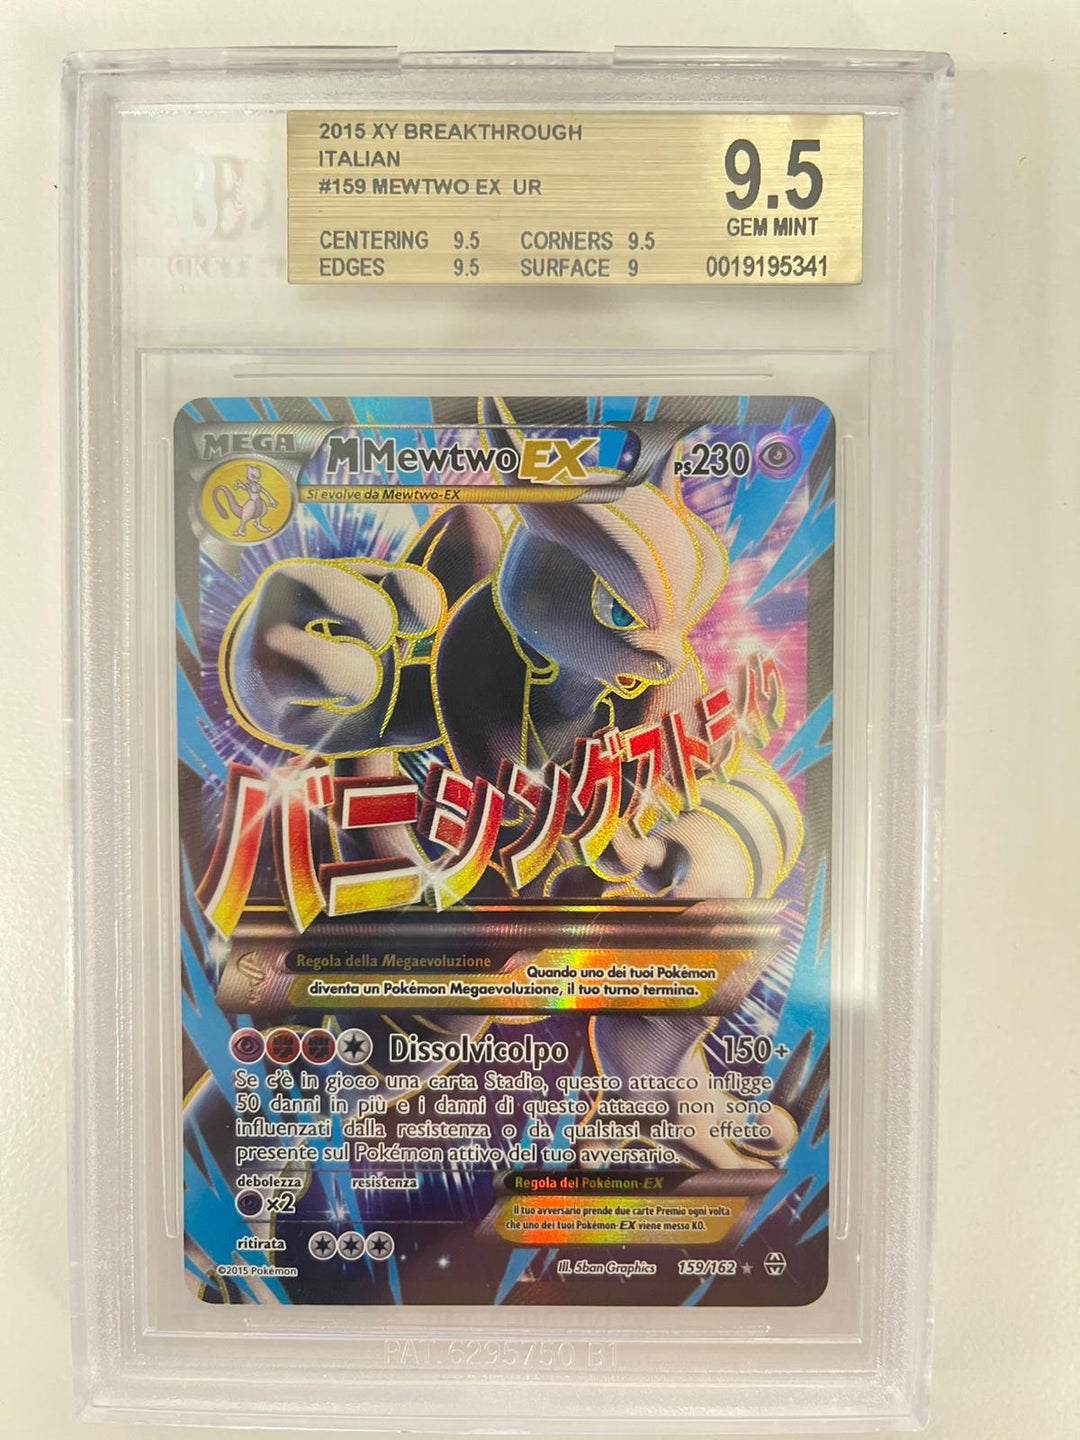 2015 XY BREAKTHROUGH
ITALIAN
#159 MEWTWO EX UR
9.5
GEM MINT
CENTERING 9.5 CORNERS 9.5
EDGES 9.5 SURFACE 9
0019195341
MEGA
M Mewtwo EX
PS230
Si evolve da Mewtwo-EX
バニシングストライク
Regola della Megaevoluzione
Quando uno dei tuoi Pokémon
diventa un Pokémon Megaevoluzione, il tuo turno termina.
Dissolvicolpo 150+
Se c'è in gioco una carta Stadio, questo attacco infligge
50 danni in più e i danni di questo attacco non sono
influenzati dalla resistenza o da qualsiasi altro effetto
presente sul Pokémon attivo del tuo avversario.
debolezza resistenza
×2
Regola del Pokémon-EX
Il tuo avversario prende due carte Premio ogni volta
che uno dei tuoi Pokémon-EX viene messo KO.
ritirata
©2015 Pokémon
Ill. 5ban Graphics 159/162 ★
PAT. 6295750 B1